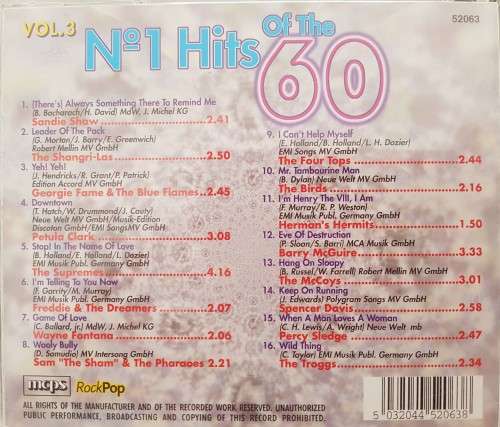 VOL.3
Nº1 Hits Of The 60
52063
1. (There's) Always Something There To Remind Me
(B. Bacharach/H. David) MdW, J. Michel KG
Sandie Shaw 2.41
2. Leader Of The Pack
(G. Morton/J. Barry/E. Greenwich)
Robert Mellin MV GmbH
The Shangri-Las 2.50
3. Yeh! Yeh!
(J. Hendricks/R. Grant/P. Patrick)
Edition Accord MV GmbH
Georgie Fame & The Blue Flames 2.45
4. Downtown
(T. Hatch/W. Drummond/J. Cauty)
Neue Welt MV GmbH/Musik-Edition
Discoton GmbH/EMI SongsMV GmbH
Petula Clark 3.08
5. Stop! In The Name Of Love
(B. Holland/E. Holland/L. Dozier)
EMI Musik Publ. Germany GmbH
The Supremes 4.16
6. I'm Telling To You Now
(F. Garrity/M. Murray)
EMI Musik Publ. Germany GmbH
Freddie & The Dreamers 2.07
7. Game Of Love
(C. Ballard, jr.) MdW, J. Michel KG
Wayne Fontana 2.06
8. Wooly Bully
(D. Samudio) MV Intersong GmbH
Sam "The Sham" & The Pharaoes 2.21
9. I Can't Help Myself
(E. Holland/B. Holland/L. H. Dozier)
EMI Songs MV GmbH
The Four Tops 2.44
10. Mr. Tambourine Man
(B. Dylan) Neue Welt MV GmbH
The Birds 2.16
11. I'm Henry The VIII, I Am
(F. Murray/R. P. Weston)
EMI Musik Publ. Germany GmbH
Herman's Hermits 1.50
12. Eve Of Destruction
(P. Sloan/S. Barri) MCA Musik GmbH
Barry McGuire 3.33
13. Hang On Sloopy
(B. Russel/W. Farrell) Robert Mellin MV GmbH
The McCoys 3.01
14. Keep On Running
(J. Edwards) Polygram Songs MV GmbH
Spencer Davis 2.58
15. When A Man Loves A Woman
(C. H. Lewis/A. Wright) Neue Welt mb
Percy Sledge 2.47
16. Wild Thing
(C. Taylor) EMI Musik Publ. Germany GmbH
The Troggs 2.34
mcps RockPop
ALL RIGHTS OF THE MANUFACTURER AND OF THE RECORDED WORK RESERVED. UNAUTHORIZED
PUBLIC PERFORMANCE, BROADCASTING AND COPYING OF THIS RECORD PROHIBITED.
5 032044 520638